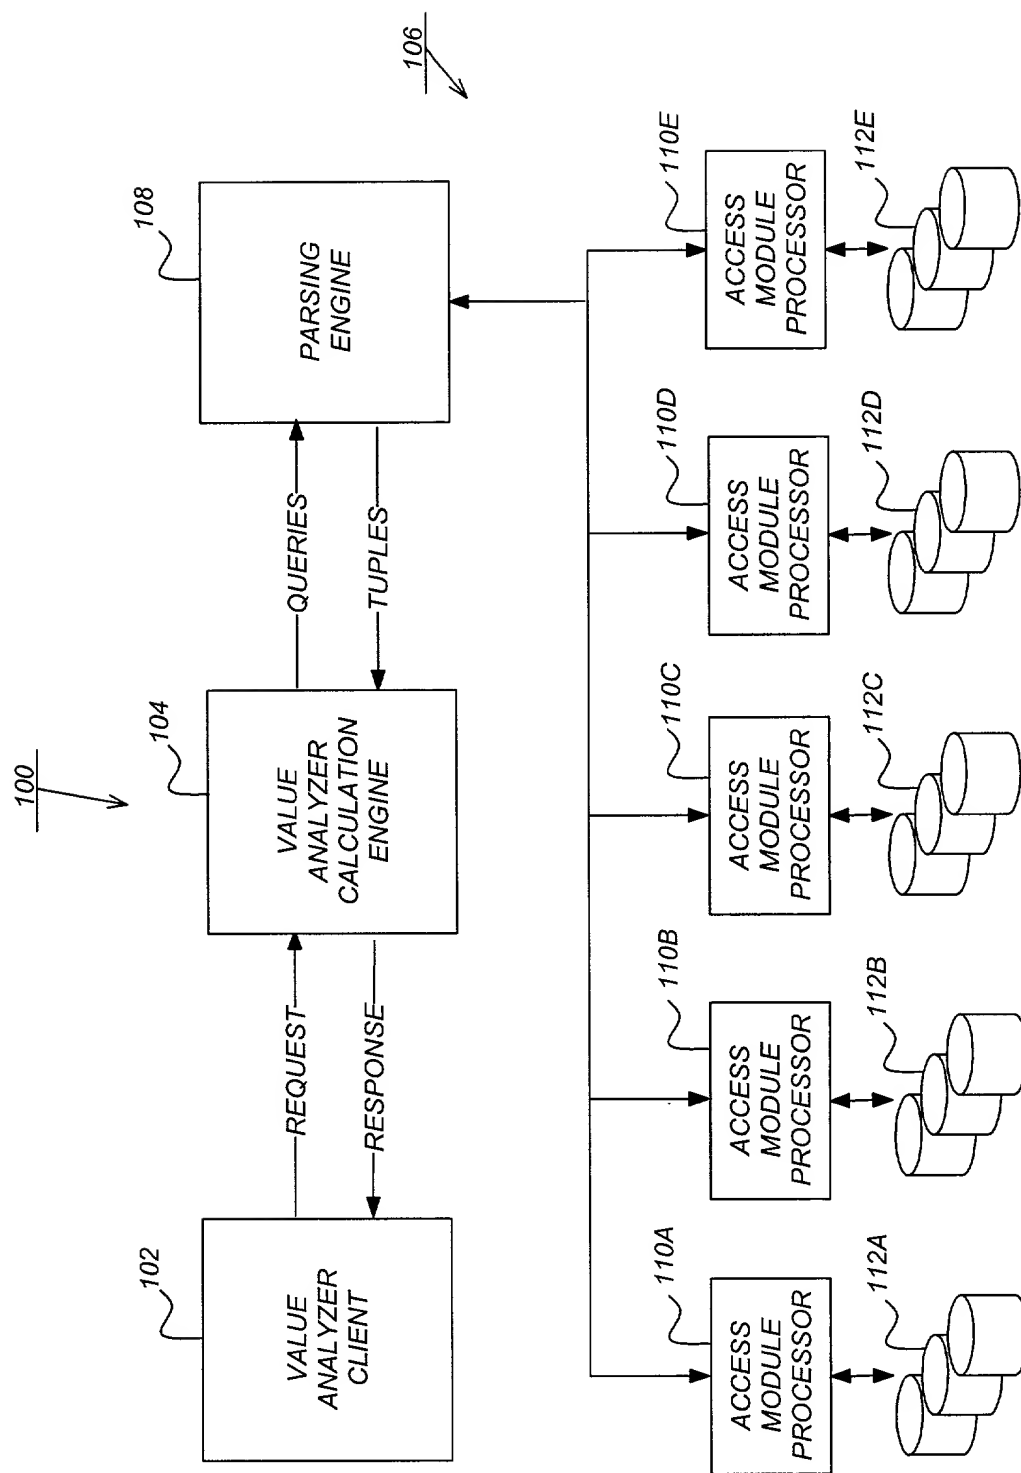 100
106
102
VALUE
ANALYZER
CLIENT
REQUEST
RESPONSE
104
VALUE
ANALYZER
CALCULATION
ENGINE
QUERIES
TUPLES
108
PARSING
ENGINE
110A
ACCESS
MODULE
PROCESSOR
112A
110B
ACCESS
MODULE
PROCESSOR
112B
110C
ACCESS
MODULE
PROCESSOR
112C
110D
ACCESS
MODULE
PROCESSOR
112D
110E
ACCESS
MODULE
PROCESSOR
112E